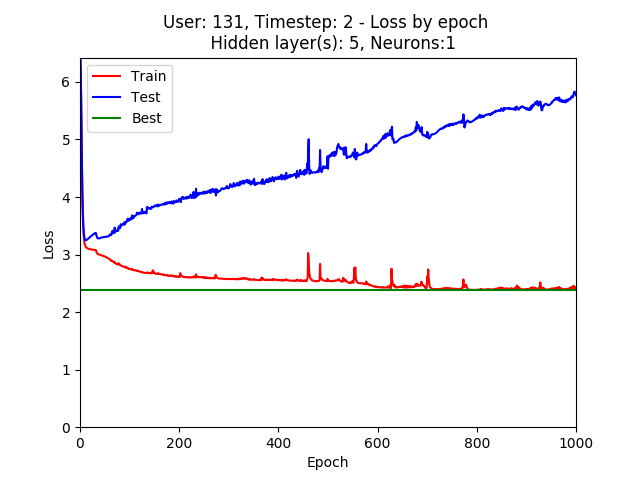 User: 131, Timestep: 2 - Loss by epoch
Hidden layer(s): 5, Neurons:1
Train
Test
Best
6
5
4
3
2
1
0
Loss
0 200 400 600 800 1000
Epoch